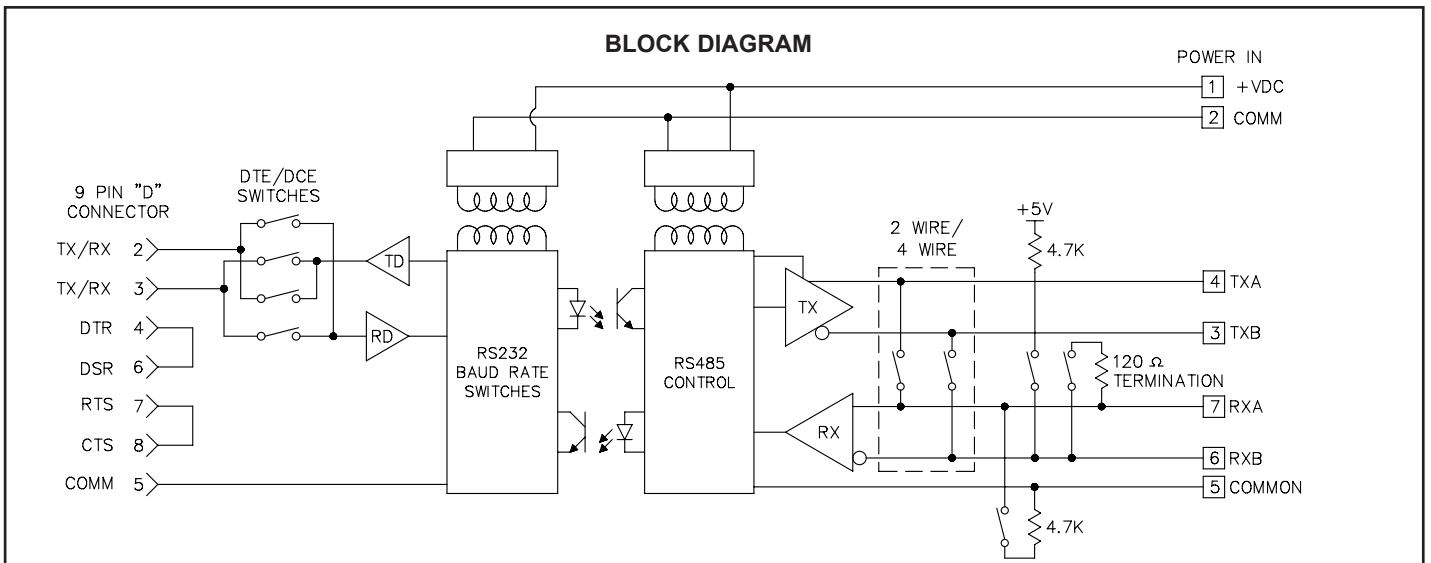 BLOCK DIAGRAM
POWER IN
1 +VDC
2 COMM
9 PIN "D"
CONNECTOR
DTE/DCE
SWITCHES
TX/RX 2
TX/RX 3
DTR 4
DSR 6
RTS 7
CTS 8
COMM 5
TD
RD
RS232
BAUD RATE
SWITCHES
RS485
CONTROL
TX
RX
2 WIRE/
4 WIRE
+5V
4.7K
120 Ω
TERMINATION
4.7K
4 TXA
3 TXB
7 RXA
6 RXB
5 COMMON